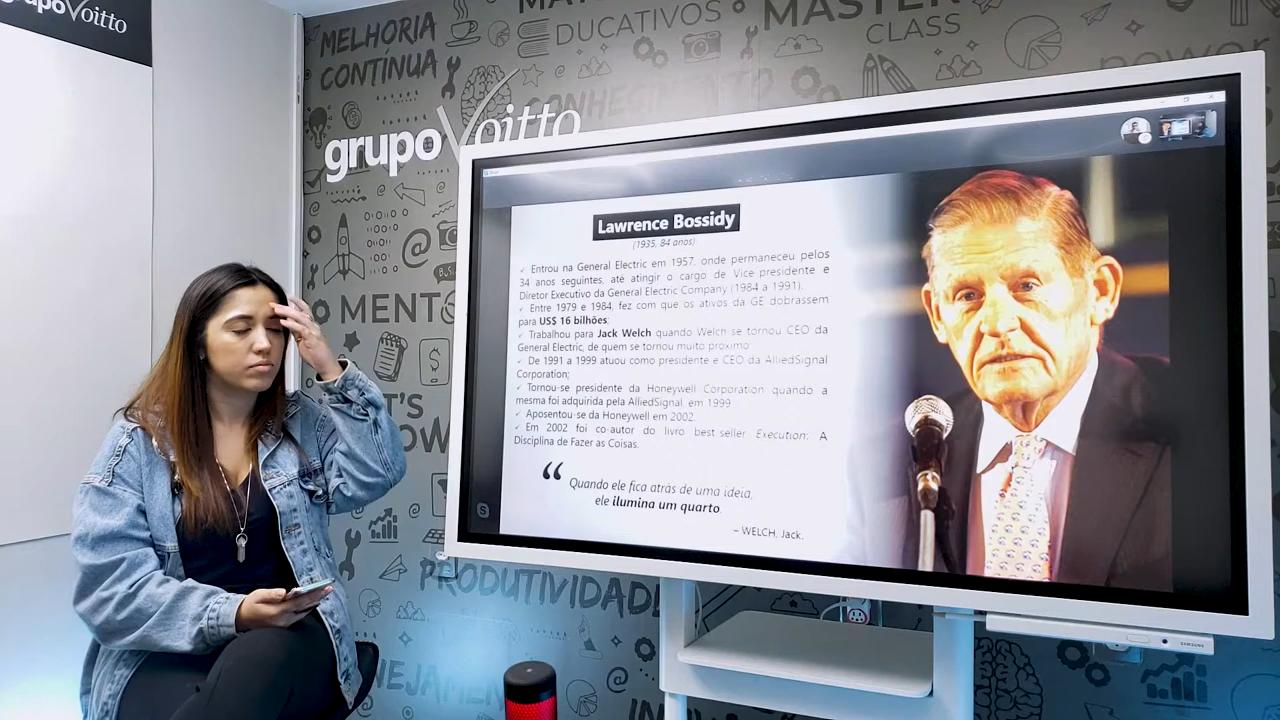 grupoVoitto
MELHORIA
CONTÍNUA
EDUCATIVOS
MASTER
CLASS
grupoVoitto
Lawrence Bossidy
(1935, 84 anos)
✓ Entrou na General Electric em 1957, onde permaneceu pelos
34 anos seguintes, até atingir o cargo de Vice-presidente e
Diretor Executivo da General Electric Company (1984 a 1991).
✓ Entre 1979 e 1984, fez com que os ativos da GE dobrassem
para US$ 16 bilhões;
✓ Trabalhou para Jack Welch quando Welch se tornou CEO da
General Electric, de quem se tornou muito próximo
✓ De 1991 a 1999 atuou como presidente e CEO da AlliedSignal
Corporation;
✓ Tornou-se presidente da Honeywell Corporation quando a
mesma foi adquirida pela AlliedSignal, em 1999
✓ Aposentou-se da Honeywell em 2002.
✓ Em 2002 foi co-autor do livro best-seller Execution: A
Disciplina de Fazer as Coisas.
“ Quando ele fica atrás de uma ideia,
ele ilumina um quarto.
– WELCH, Jack.
PRODUTIVIDADE
SAMSUNG